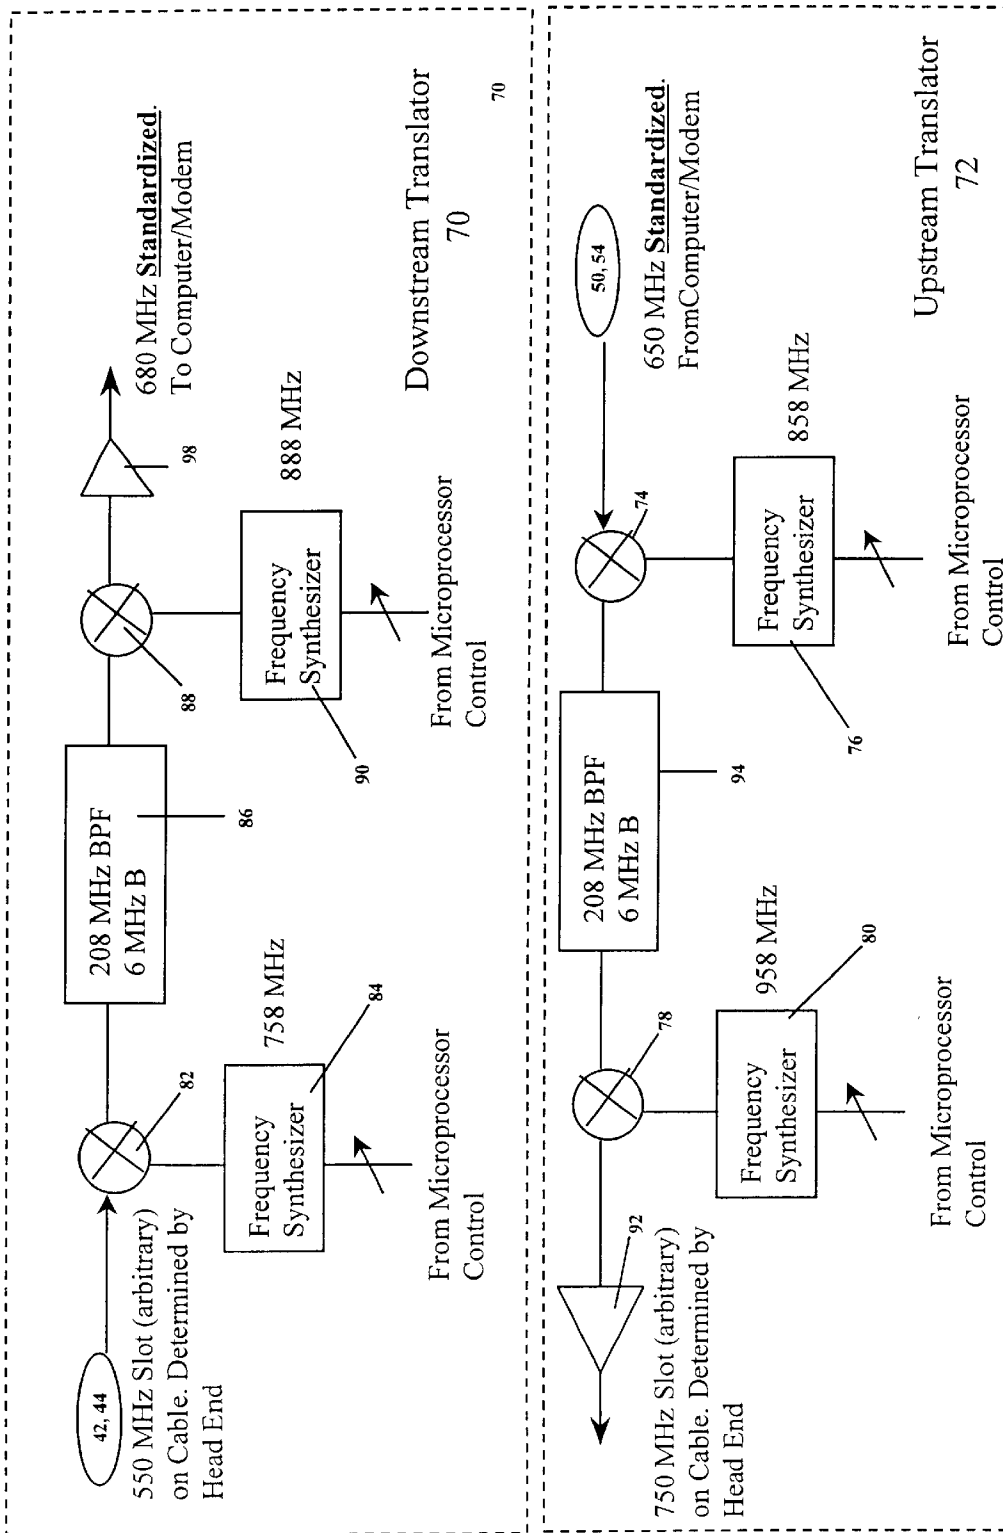 42, 44
550 MHz Slot (arbitrary)
on Cable. Determined by
Head End
82
Frequency
Synthesizer
758 MHz
84
From Microprocessor
Control
208 MHz BPF
6 MHz B
86
88
Frequency
Synthesizer
888 MHz
90
From Microprocessor
Control
98
680 MHz Standardized.
To Computer/Modem
Downstream Translator
70
70
750 MHz Slot (arbitrary)
on Cable. Determined by
Head End
92
78
Frequency
Synthesizer
958 MHz
80
From Microprocessor
Control
208 MHz BPF
6 MHz B
94
74
Frequency
Synthesizer
858 MHz
76
From Microprocessor
Control
50, 54
650 MHz Standardized.
FromComputer/Modem
Upstream Translator
72